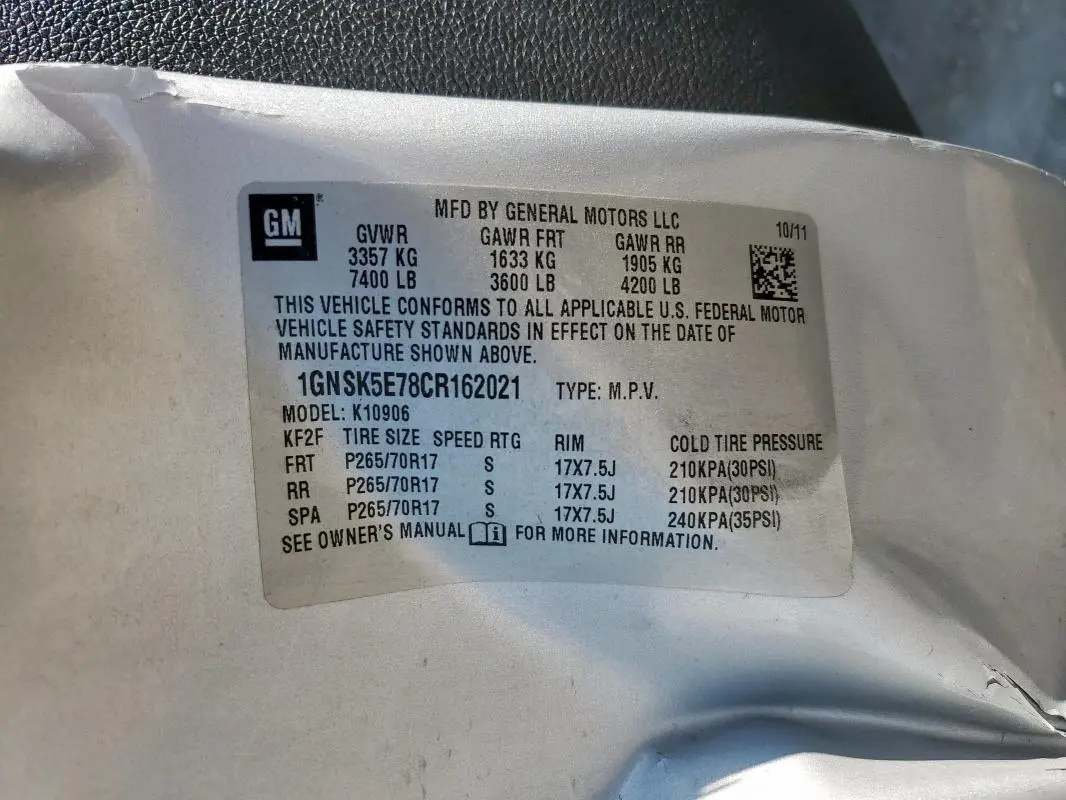 GM ®
MFD BY GENERAL MOTORS LLC
10/11
GVWR GAWR FRT GAWR RR
3357 KG 1633 KG 1905 KG
7400 LB 3600 LB 4200 LB
THIS VEHICLE CONFORMS TO ALL APPLICABLE U.S. FEDERAL MOTOR
VEHICLE SAFETY STANDARDS IN EFFECT ON THE DATE OF
MANUFACTURE SHOWN ABOVE.
1GNSK5E78CR162021 TYPE: M.P.V.
MODEL: K10906
KF2F TIRE SIZE SPEED RTG RIM COLD TIRE PRESSURE
FRT P265/70R17 S 17X7.5J 210KPA(30PSI)
RR P265/70R17 S 17X7.5J 210KPA(30PSI)
SPA P265/70R17 S 17X7.5J 240KPA(35PSI)
SEE OWNER'S MANUAL i FOR MORE INFORMATION.